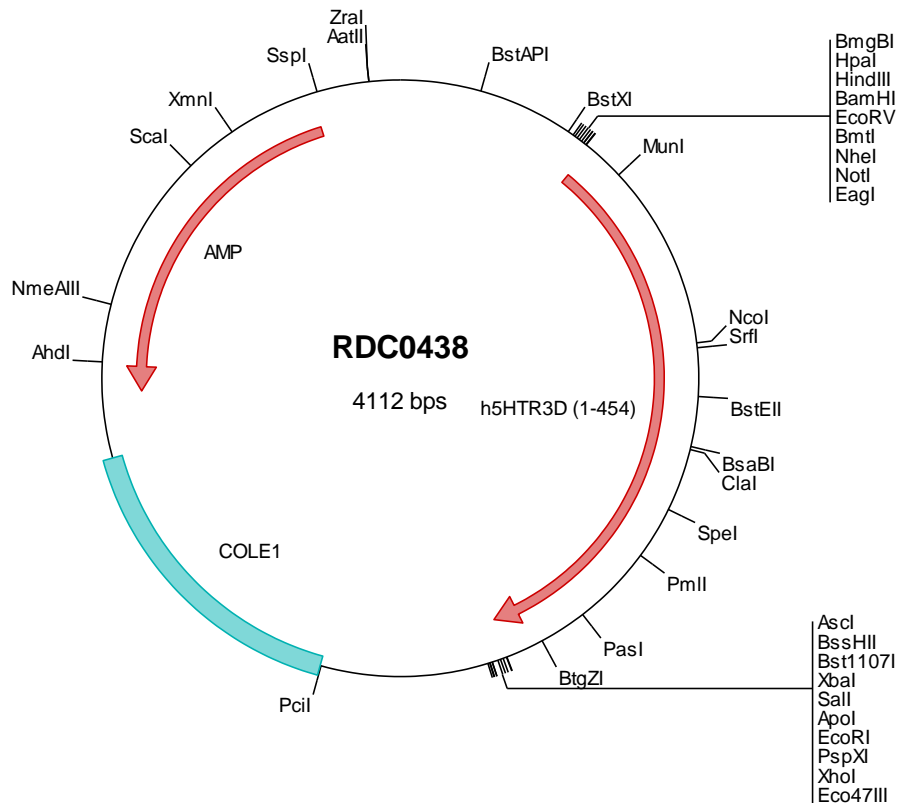 ZraI
AatII
SspI
BstAPI
XmnI
BstXI
ScaI
MunI
BmgBI
HpaI
HindIII
BamHI
EcoRV
BmtI
NheI
NotI
EagI
AMP
NmeAIII
AhdI
RDC0438
4112 bps
h5HTR3D (1-454)
NcoI
SrfI
BstEII
BsaBI
ClaI
SpeI
PmlI
COLE1
PasI
BtgZI
PciI
AscI
BssHII
Bst1107I
XbaI
SalI
ApoI
EcoRI
PspXI
XhoI
Eco47III